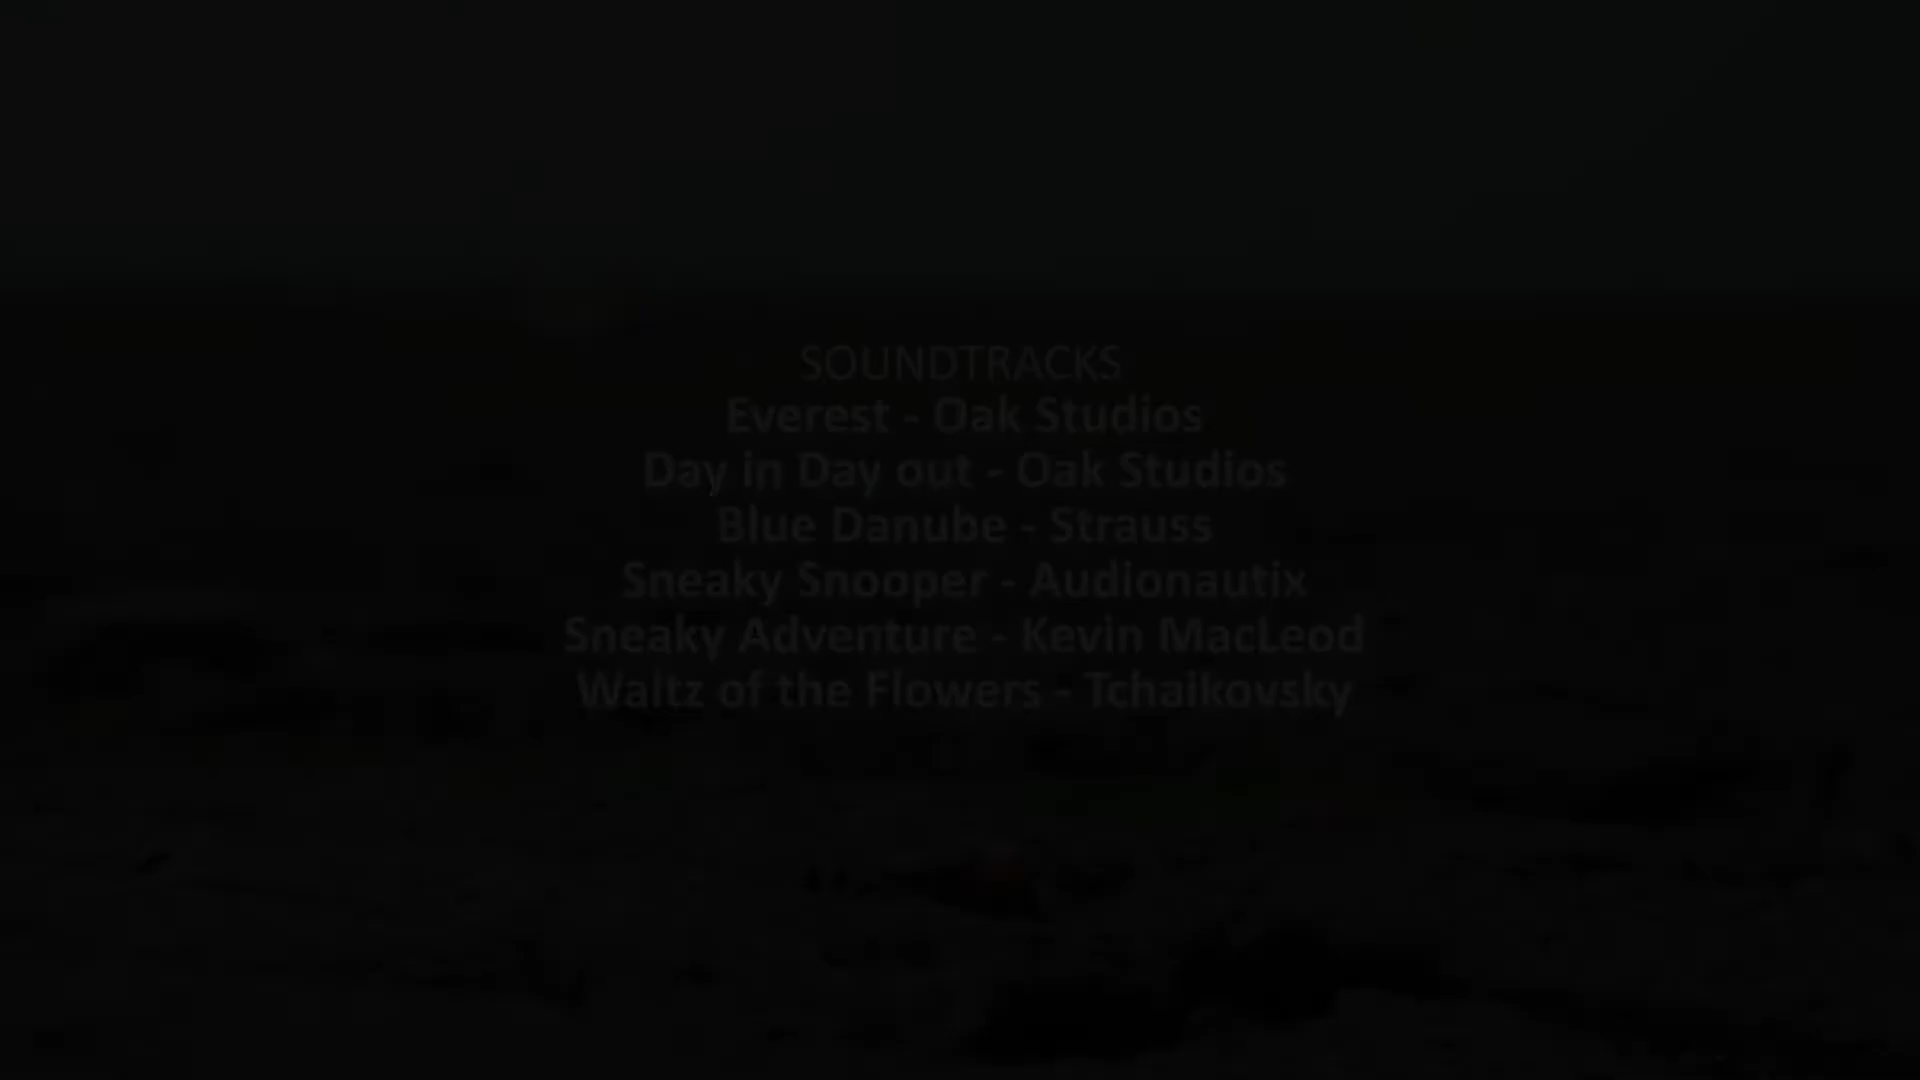 SOUNDTRACKS
Everest - Oak Studios
Day in Day out - Oak Studios
Blue Danube - Strauss
Sneaky Snooper - Audionautix
Sneaky Adventure - Kevin MacLeod
Waltz of the Flowers - Tchaikovsky